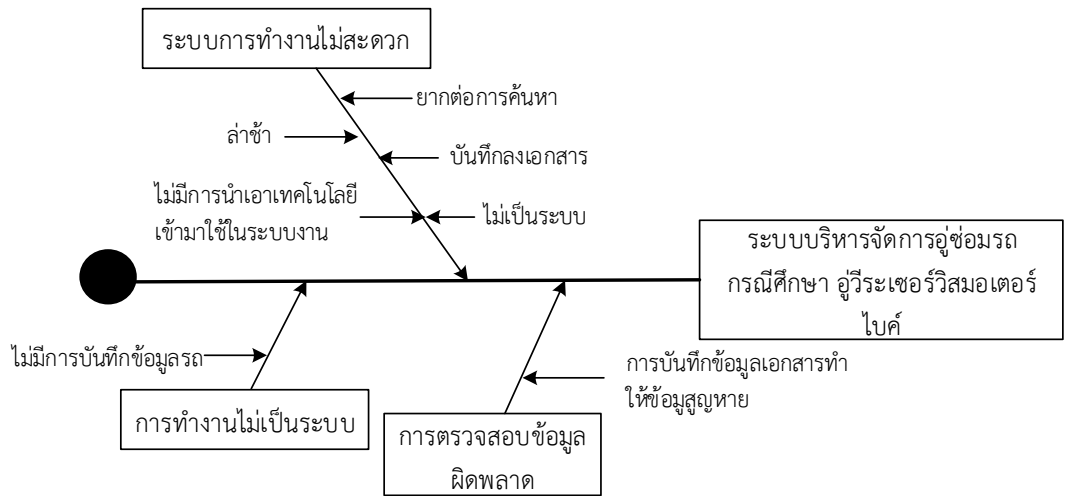 ระบบการทำงานไม่สะดวก
ยากต่อการค้นหา
ล่าช้า
บันทึกลงเอกสาร
ไม่มีการนำเอาเทคโนโลยี
เข้ามาใช้ในระบบงาน
ไม่เป็นระบบ
ระบบบริหารจัดการอู่ซ่อมรถ
กรณีศึกษา อู่วีระเซอร์วิสมอเตอร์
ไบค์
ไม่มีการบันทึกข้อมูลรถ
การบันทึกข้อมูลเอกสารทำ
ให้ข้อมูสูญหาย
การทำงานไม่เป็นระบบ
การตรวจสอบข้อมูล
ผิดพลาด